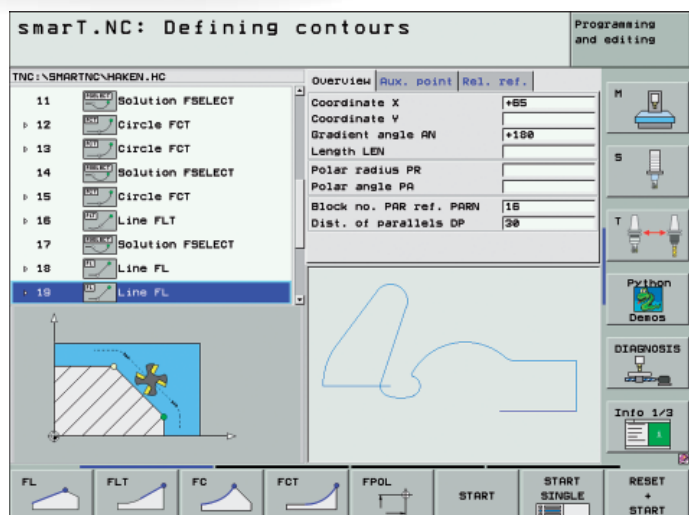 smarT.NC: Defining contours
Programming
and editing
TNC:\SMARTNC\HAKEN.HC
11 Solution FSELECT
12 Circle FCT
13 Circle FCT
14 Solution FSELECT
15 Circle FCT
16 Line FLT
17 Solution FSELECT
18 Line FL
19 Line FL
Overview Aux. point Rel. ref.
Coordinate X +65
Coordinate Y
Gradient angle AN +180
Length LEN
Polar radius PR
Polar angle PA
Block no. PAR ref. PARN 16
Dist. of parallels DP 30
M
S
T
Python
Demos
DIAGNOSIS
Info 1/3
FL
FLT
FC
FCT
FPOL
START
START
SINGLE
RESET
+
START